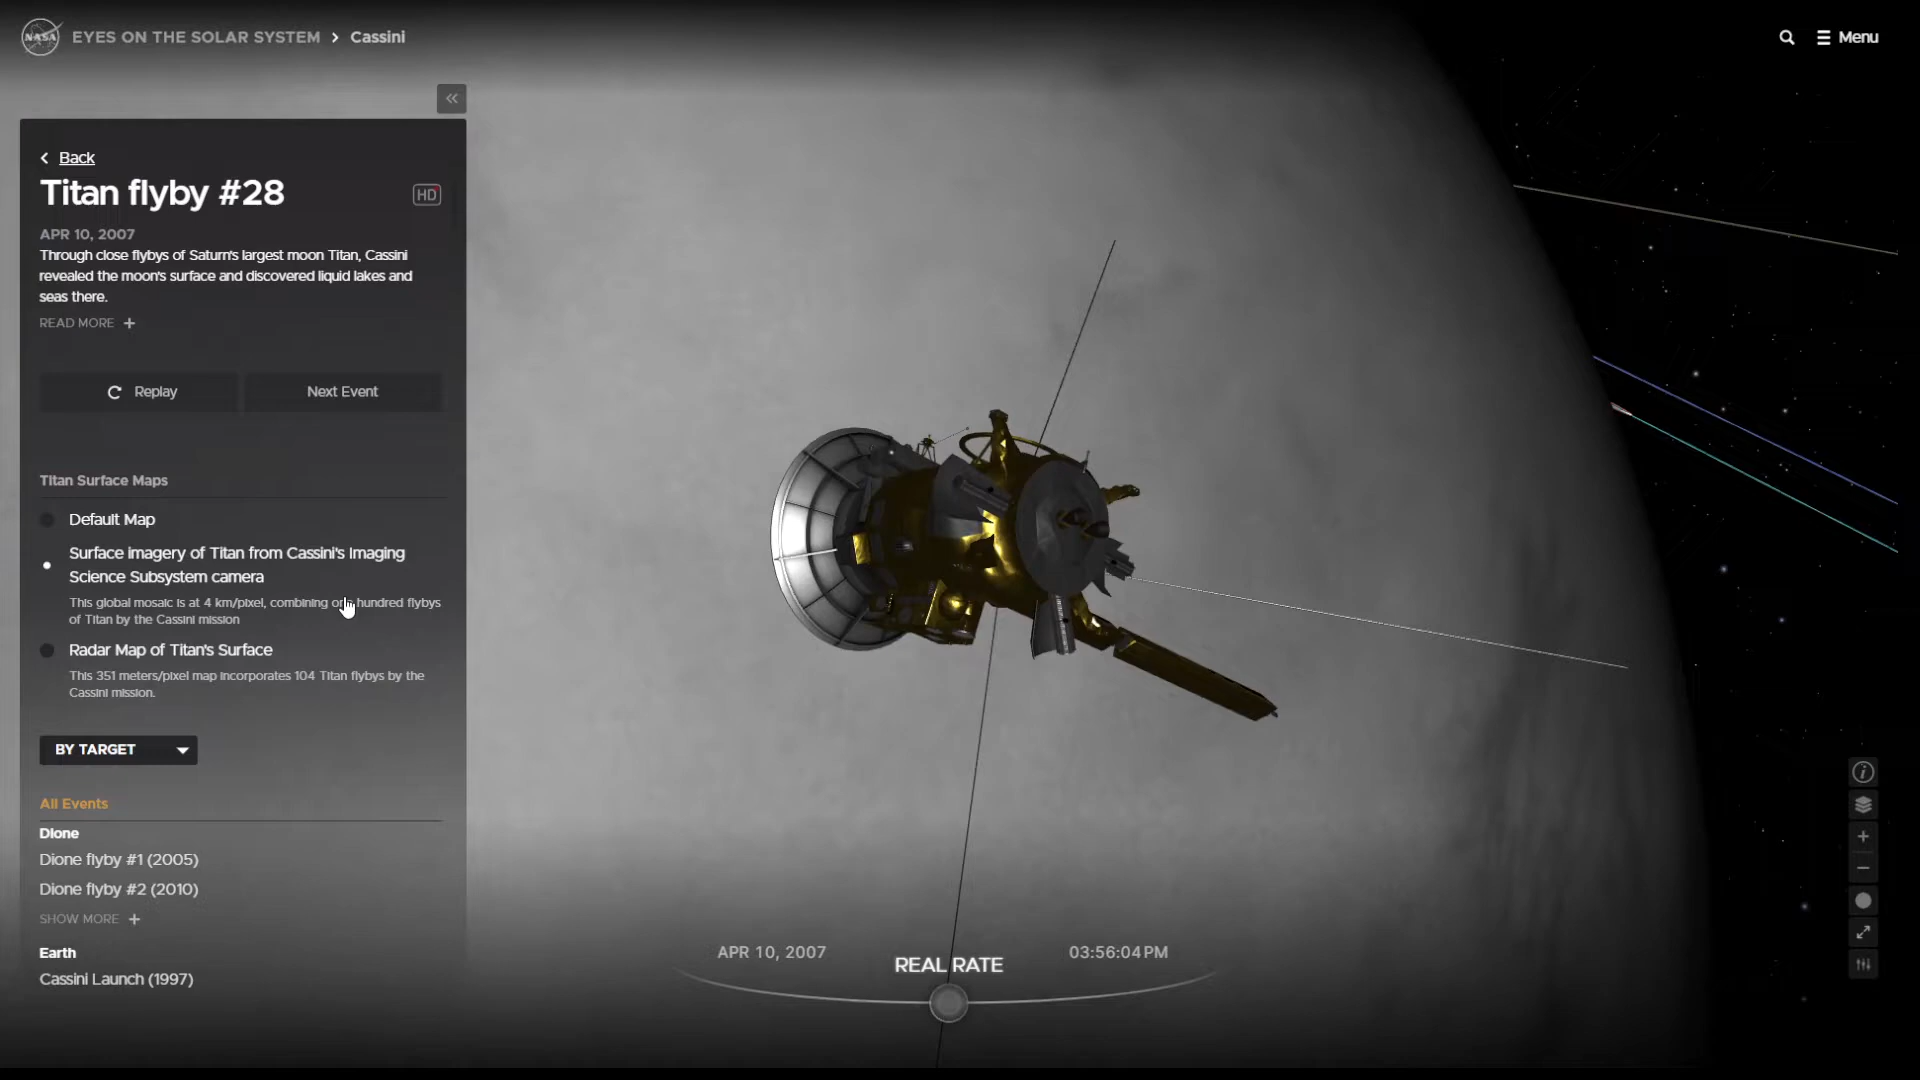 NASA
EYES ON THE SOLAR SYSTEM > Cassini
Menu
Back
Titan flyby #28
HD
APR 10, 2007
Through close flybys of Saturn's largest moon Titan, Cassini
revealed the moon's surface and discovered liquid lakes and
seas there.
READ MORE +
Replay
Next Event
Titan Surface Maps
Default Map
Surface imagery of Titan from Cassini's Imaging
Science Subsystem camera
This global mosaic is at 4 km/pixel, combining one hundred flybys
of Titan by the Cassini mission
Radar Map of Titan's Surface
This 351 meters/pixel map incorporates 104 Titan flybys by the
Cassini mission.
BY TARGET
All Events
Dione
Dione flyby #1 (2005)
Dione flyby #2 (2010)
SHOW MORE +
Earth
Cassini Launch (1997)
APR 10, 2007
REAL RATE
03:56:04 PM